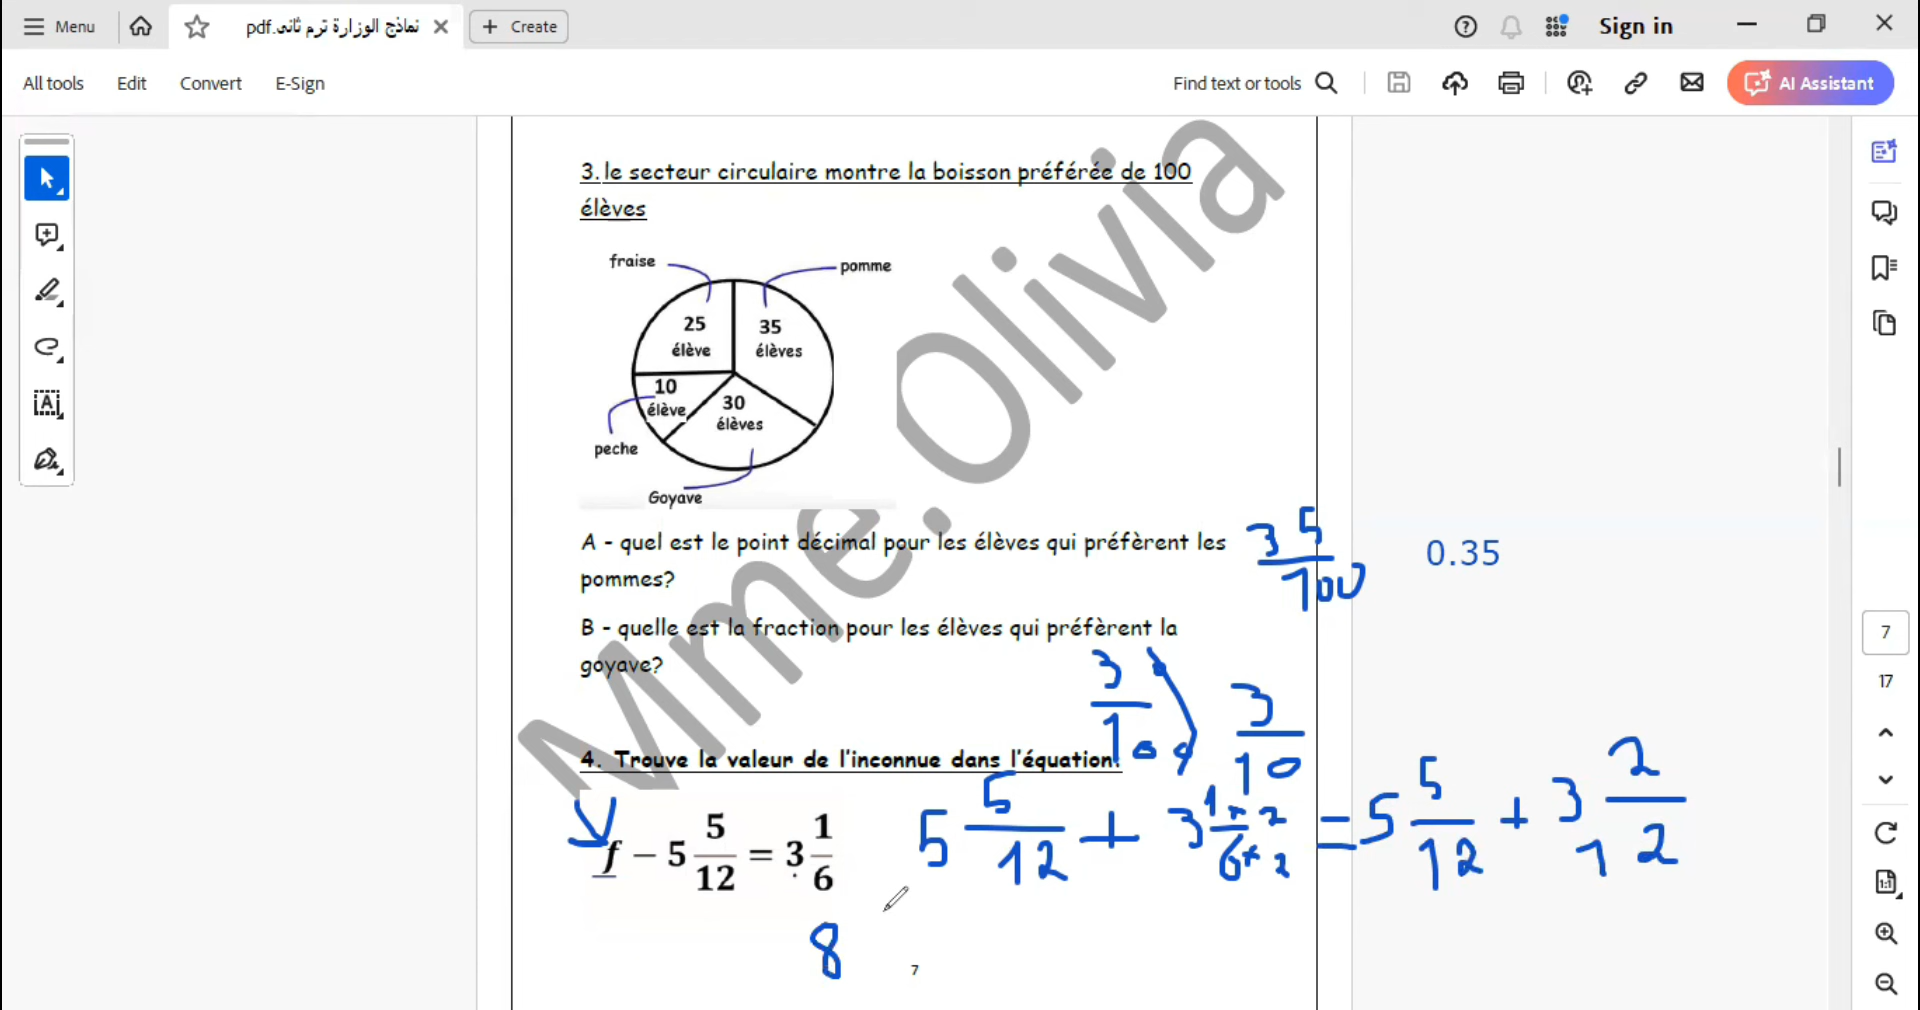 Menu
نماذج الوزارة ترم ثانى.pdf
+ Create
Sign in
All tools Edit Convert E-Sign
Find text or tools
AI Assistant
3. le secteur circulaire montre la boisson préférée de 100
élèves
fraise
pomme
25
élève
35
élèves
10
élève
30
élèves
peche
Goyave
A - quel est le point décimal pour les élèves qui préfèrent les
pommes?
35/100
0.35
B - quelle est la fraction pour les élèves qui préfèrent la
goyave?
3/10
3/10
4. Trouve la valeur de l'inconnue dans l'équation.
f − 5 5/12 = 3 1/6
5 5/12 + 3 1×2/6×2 = 5 5/12 + 3 2/12
8
7
Mme. Olivia
7
17
1:1